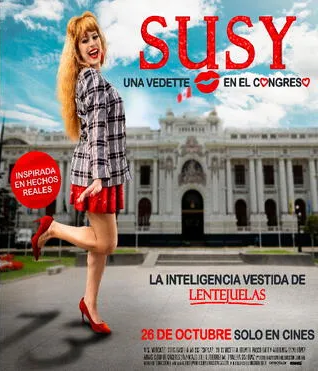 SUSY
UNA VEDETTE EN EL CONGRESO
INSPIRADA
EN HECHOS
REALES
LA INTELIGENCIA VESTIDA DE
LENTEJUELAS
26 DE OCTUBRE SOLO EN CINES